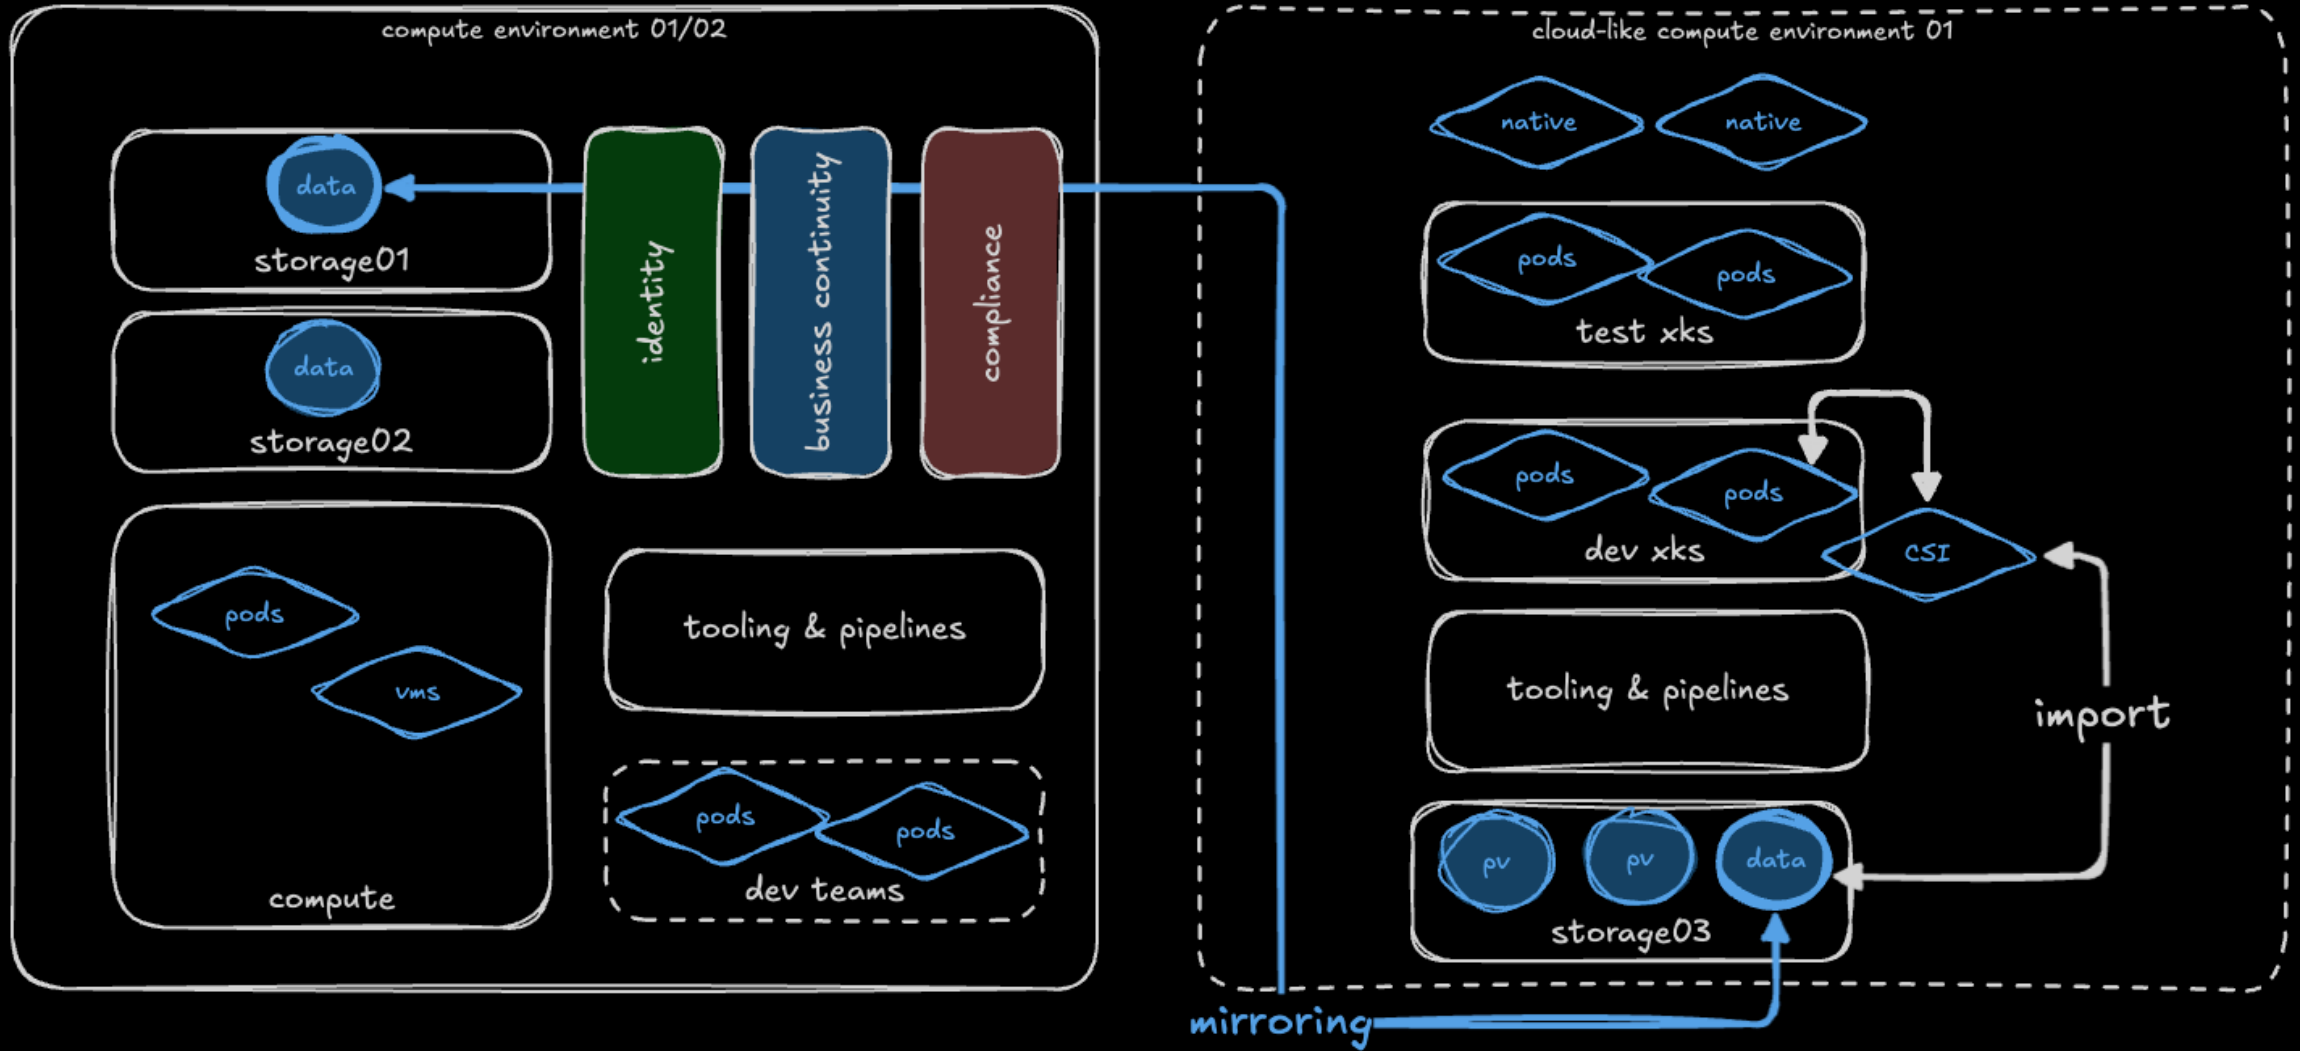 compute environment 01/02
data
storage01
data
storage02
identity
business continuity
compliance
pods
vms
compute
tooling & pipelines
pods
pods
dev teams
cloud-like compute environment 01
native
native
pods
pods
test xks
pods
pods
dev xks
CSI
tooling & pipelines
import
pv
pv
data
storage03
mirroring